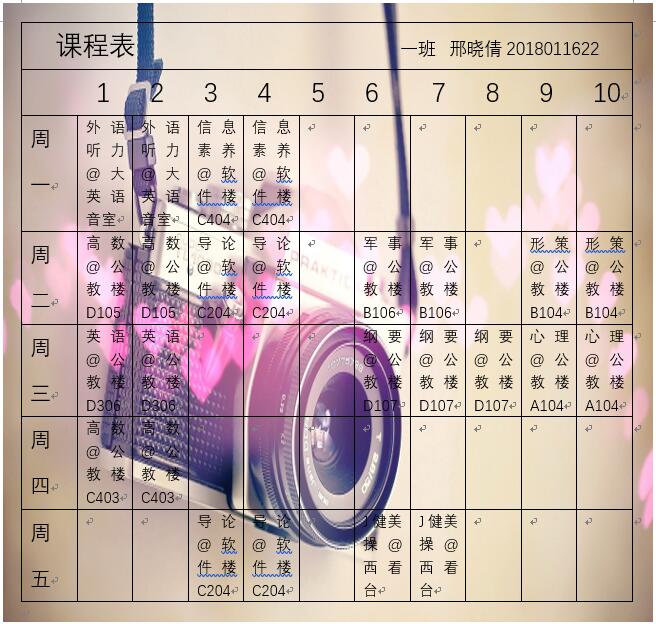 课程表 一班 邢晓倩 2018011622
1 2 3 4 5 6 7 8 9 10
周一 外语听力@大英语音室 外语听力@大英语音室 信息素养@软件楼C404 信息素养@软件楼C404
周二 高数@公教楼D105 高数@公教楼D105 导论@软件楼C204 导论@软件楼C204 军事@公教楼B106 军事@公教楼B106 形策@公教楼B104 形策@公教楼B104
周三 英语@公教楼D306 英语@公教楼D306 纲要@公教楼D107 纲要@公教楼D107 纲要@公教楼D107 心理@公教楼A104 心理@公教楼A104
周四 高数@公教楼C403 高数@公教楼C403
周五 导论@软件楼C204 导论@软件楼C204 J健美操@西看台 J健美操@西看台
PRAKTIC